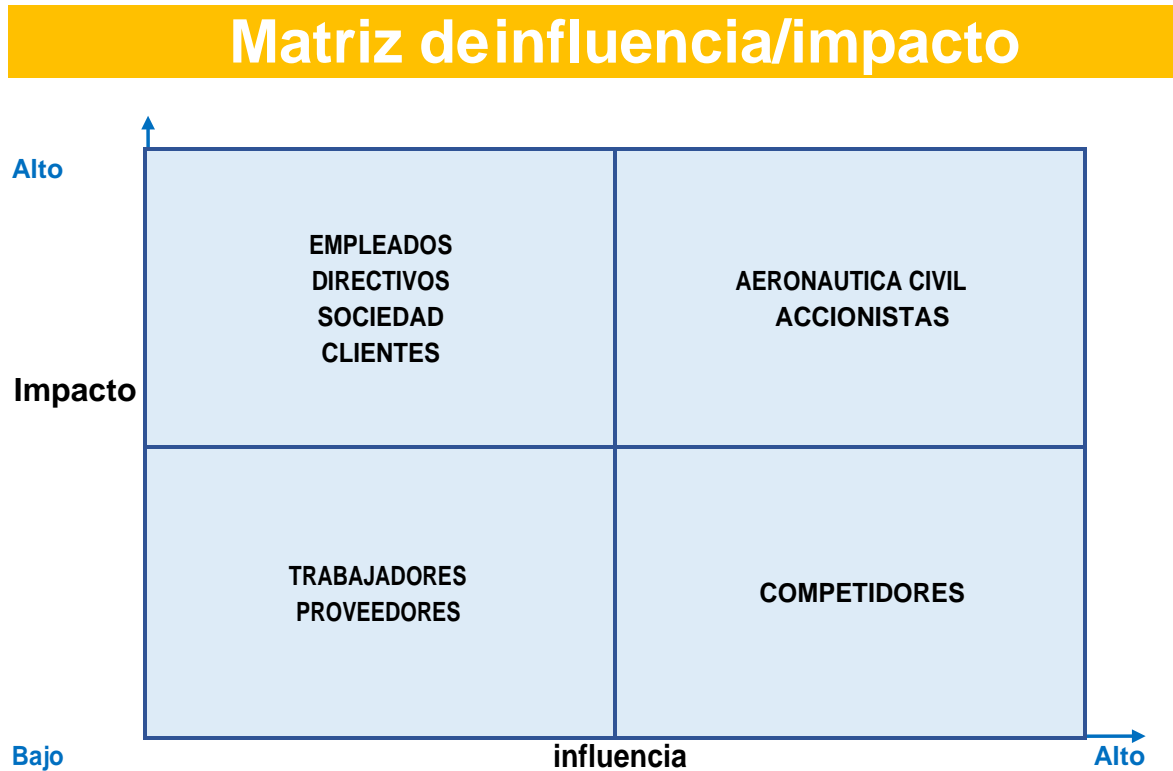 Matriz deinfluencia/impacto
Alto
EMPLEADOS
DIRECTIVOS
SOCIEDAD
CLIENTES
AERONAUTICA CIVIL
ACCIONISTAS
Impacto
TRABAJADORES
PROVEEDORES
COMPETIDORES
Bajo
influencia
Alto